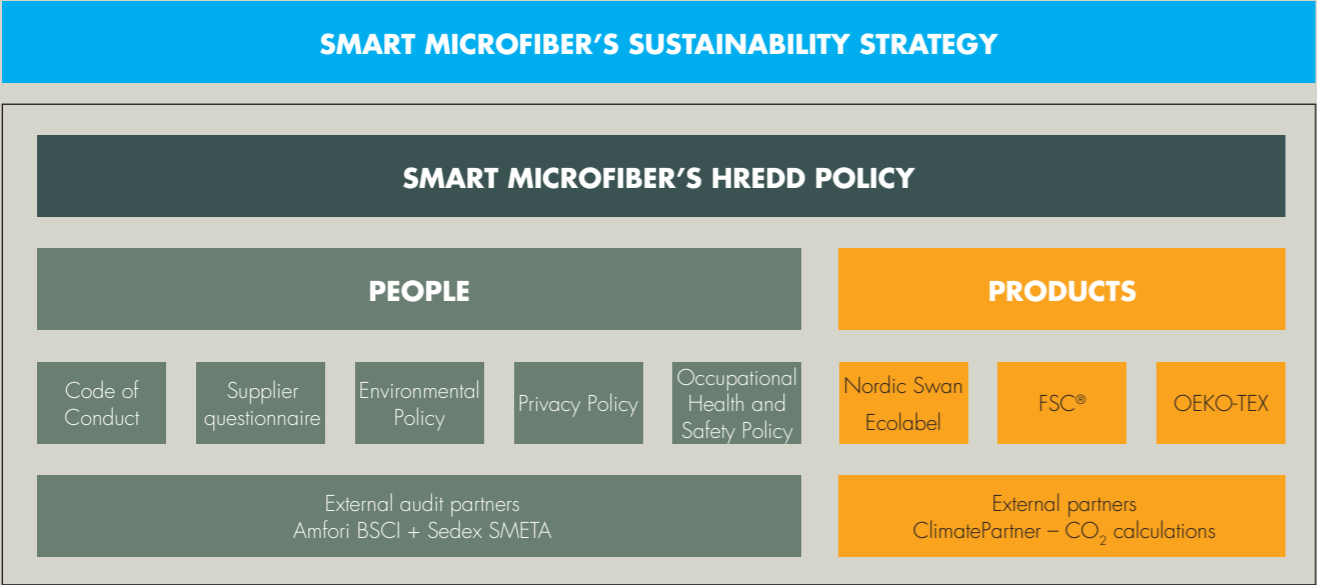 SMART MICROFIBER’S SUSTAINABILITY STRATEGY
SMART MICROFIBER’S HREDD POLICY
PEOPLE
PRODUCTS
Code of
Conduct
Supplier
questionnaire
Environmental
Policy
Privacy Policy
Occupational
Health and
Safety Policy
Nordic Swan
Ecolabel
FSC®
OEKO-TEX
External audit partners
Amfori BSCI + Sedex SMETA
External partners
ClimatePartner – CO₂ calculations